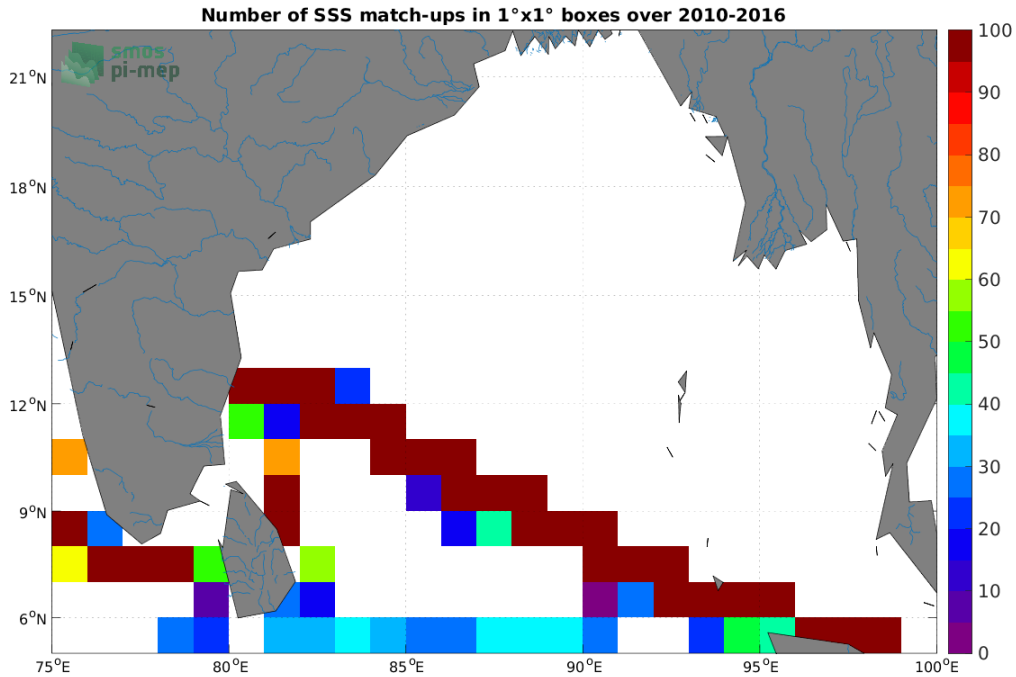 Number of SSS match-ups in 1°x1° boxes over 2010-2016
smos
pi-mep
21°N
18°N
15°N
12°N
9°N
6°N
75°E
80°E
85°E
90°E
95°E
100°E
100
90
80
70
60
50
40
30
20
10
0